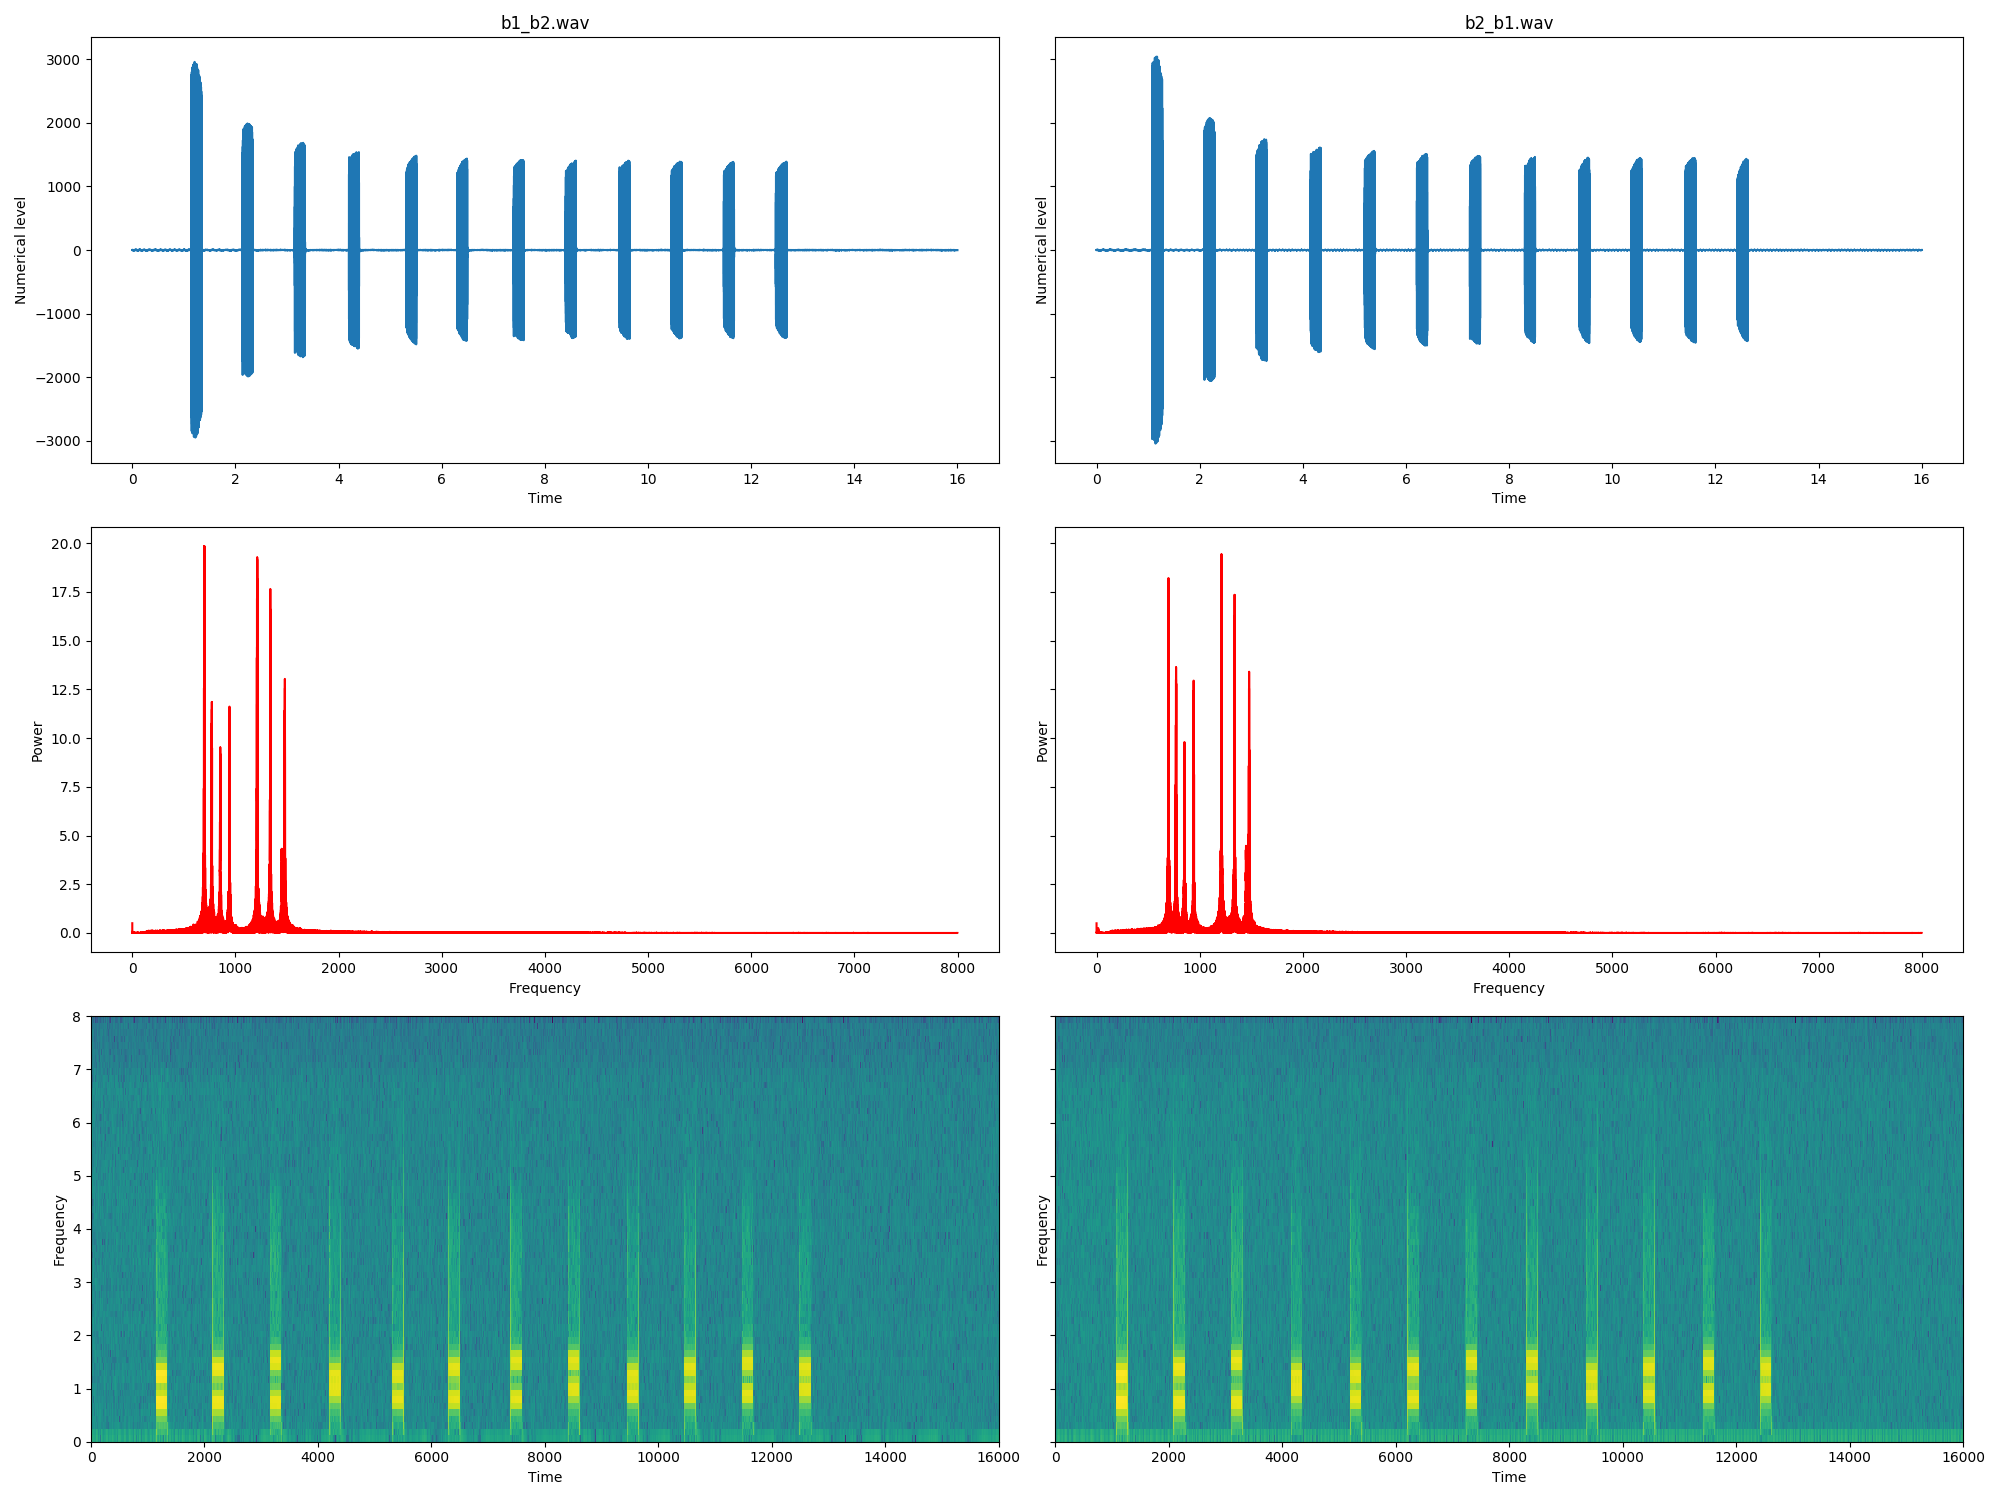 b1_b2.wav
b2_b1.wav
3000
2000
1000
0
−1000
−2000
−3000
Numerical level
Numerical level
0 2 4 6 8 10 12 14 16
0 2 4 6 8 10 12 14 16
Time
Time
20.0
17.5
15.0
12.5
10.0
7.5
5.0
2.5
0.0
Power
Power
0 1000 2000 3000 4000 5000 6000 7000 8000
0 1000 2000 3000 4000 5000 6000 7000 8000
Frequency
Frequency
8
7
6
5
4
3
2
1
0
Frequency
Frequency
0 2000 4000 6000 8000 10000 12000 14000 16000
0 2000 4000 6000 8000 10000 12000 14000 16000
Time
Time